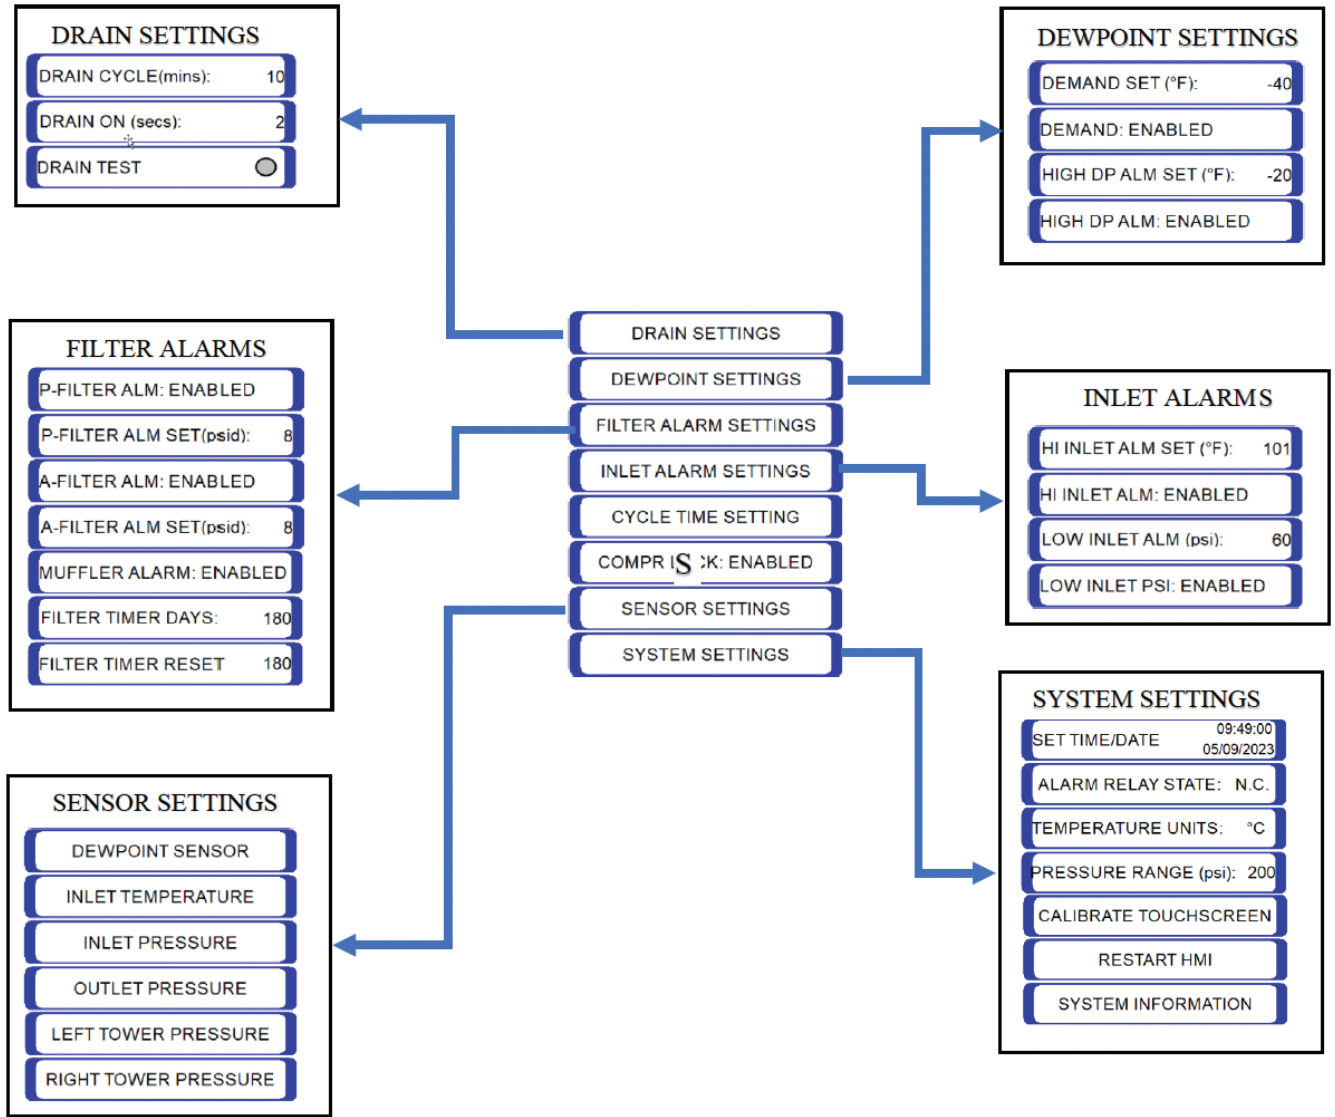 DRAIN SETTINGS
DRAIN CYCLE(mins): 10
DRAIN ON (secs): 2
DRAIN TEST
DEWPOINT SETTINGS
DEMAND SET (°F): -40
DEMAND: ENABLED
HIGH DP ALM SET (°F): -20
HIGH DP ALM: ENABLED
FILTER ALARMS
P-FILTER ALM: ENABLED
P-FILTER ALM SET(psid): 8
A-FILTER ALM: ENABLED
A-FILTER ALM SET(psid): 8
MUFFLER ALARM: ENABLED
FILTER TIMER DAYS: 180
FILTER TIMER RESET 180
DRAIN SETTINGS
DEWPOINT SETTINGS
FILTER ALARM SETTINGS
INLET ALARM SETTINGS
CYCLE TIME SETTING
COMPR S CK: ENABLED
SENSOR SETTINGS
SYSTEM SETTINGS
INLET ALARMS
HI INLET ALM SET (°F): 101
HI INLET ALM: ENABLED
LOW INLET ALM (psi): 60
LOW INLET PSI: ENABLED
SENSOR SETTINGS
DEWPOINT SENSOR
INLET TEMPERATURE
INLET PRESSURE
OUTLET PRESSURE
LEFT TOWER PRESSURE
RIGHT TOWER PRESSURE
SYSTEM SETTINGS
SET TIME/DATE 09:49:00
05/09/2023
ALARM RELAY STATE: N.C.
TEMPERATURE UNITS: °C
PRESSURE RANGE (psi): 200
CALIBRATE TOUCHSCREEN
RESTART HMI
SYSTEM INFORMATION